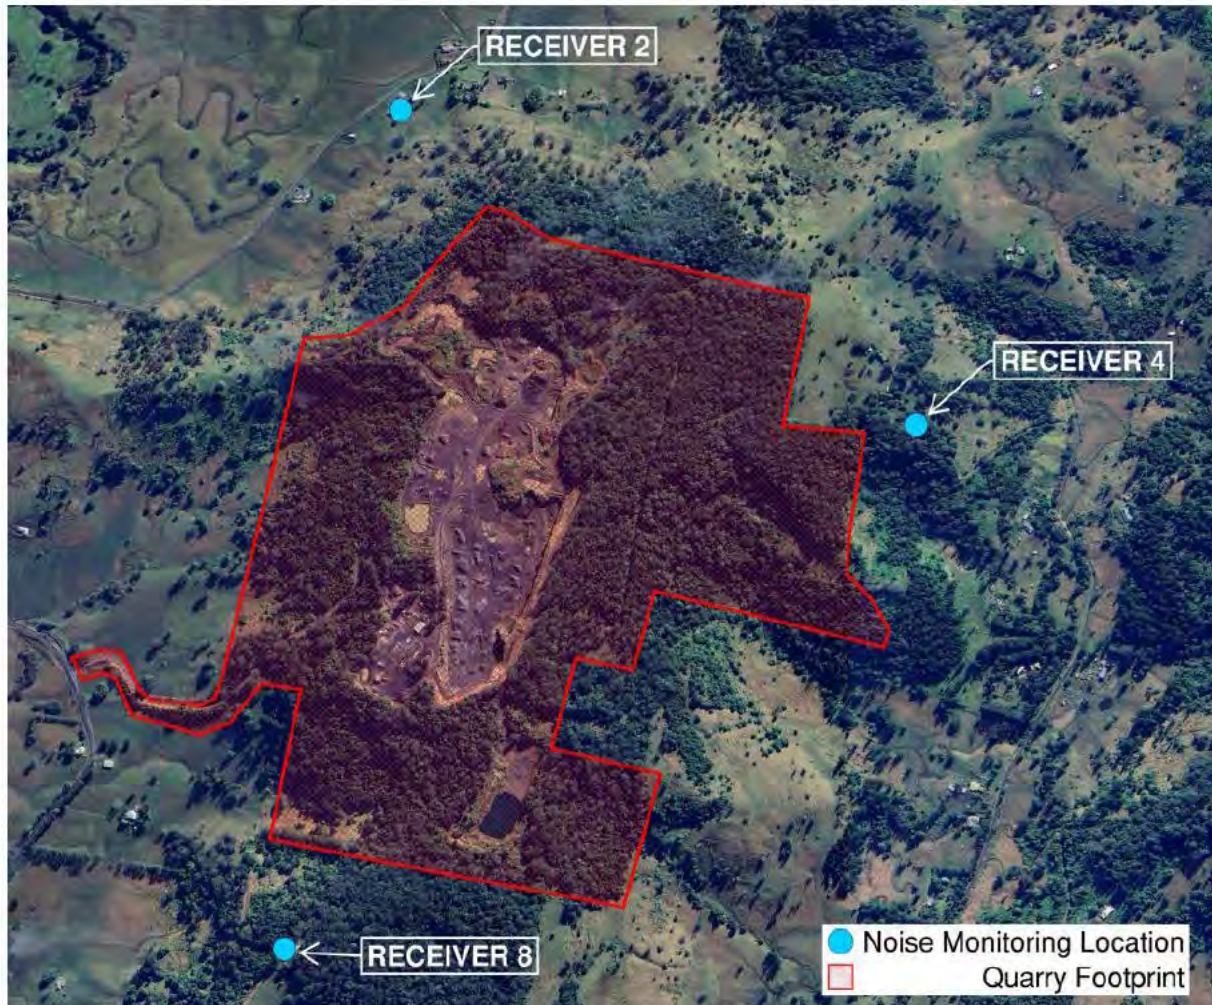 RECEIVER 2
RECEIVER 4
RECEIVER 8
Noise Monitoring Location
Quarry Footprint